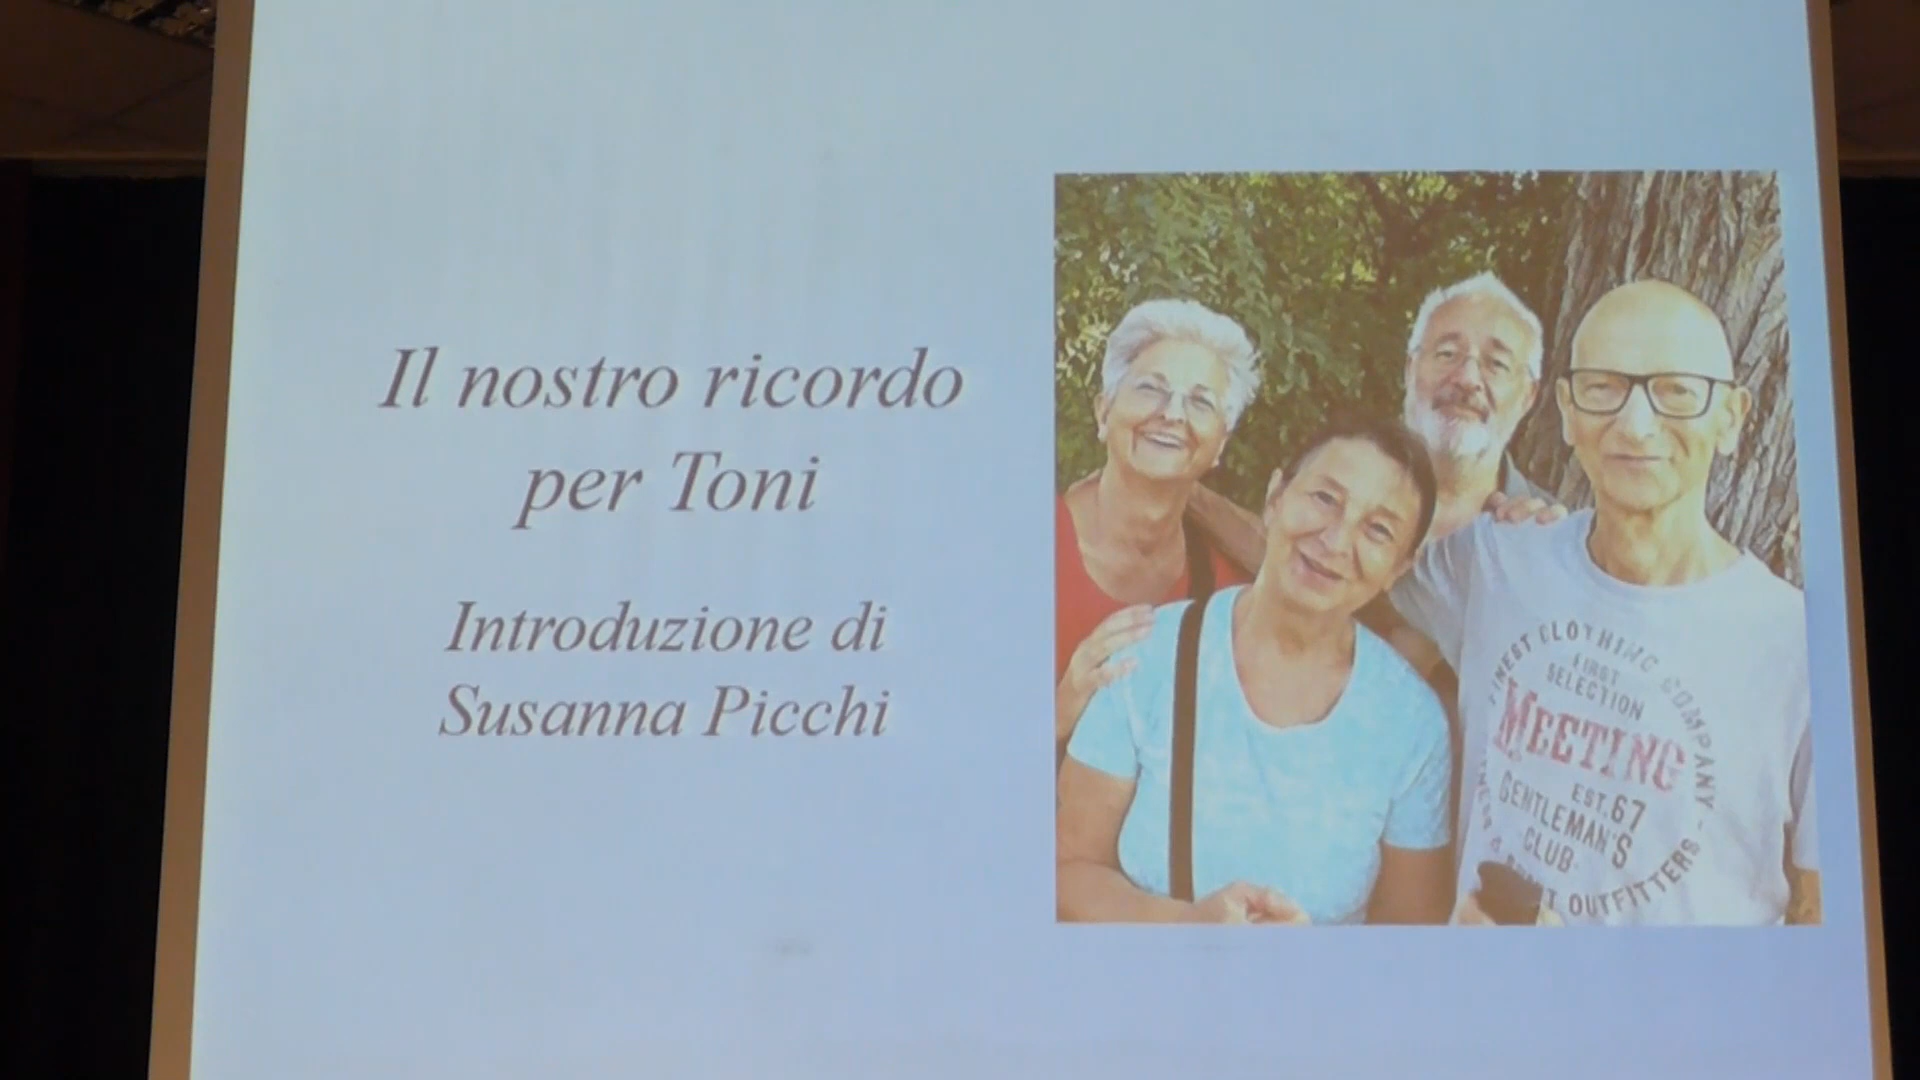 Il nostro ricordo
per Toni
Introduzione di
Susanna Picchi
FINEST CLOTHING COMPANY -
FIRST
SELECTION
MEETING
EST.67
GENTLEMAN'S
CLUB
OUTFITTERS